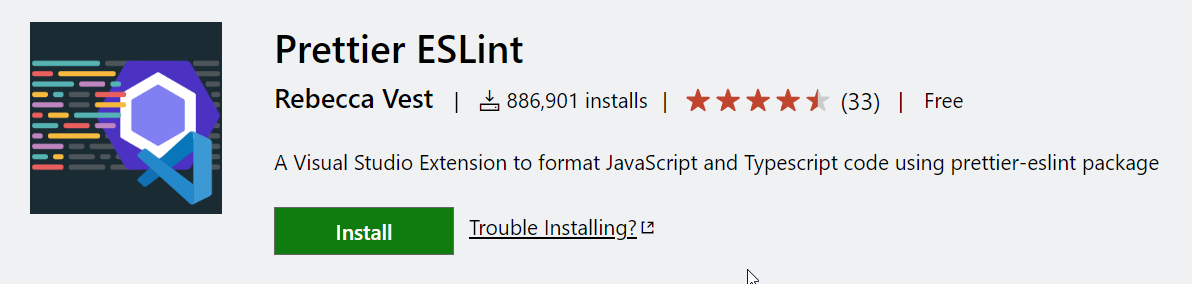 Prettier ESLint
Rebecca Vest | 886,901 installs | (33) | Free
A Visual Studio Extension to format JavaScript and Typescript code using prettier-eslint package
Install Trouble Installing?